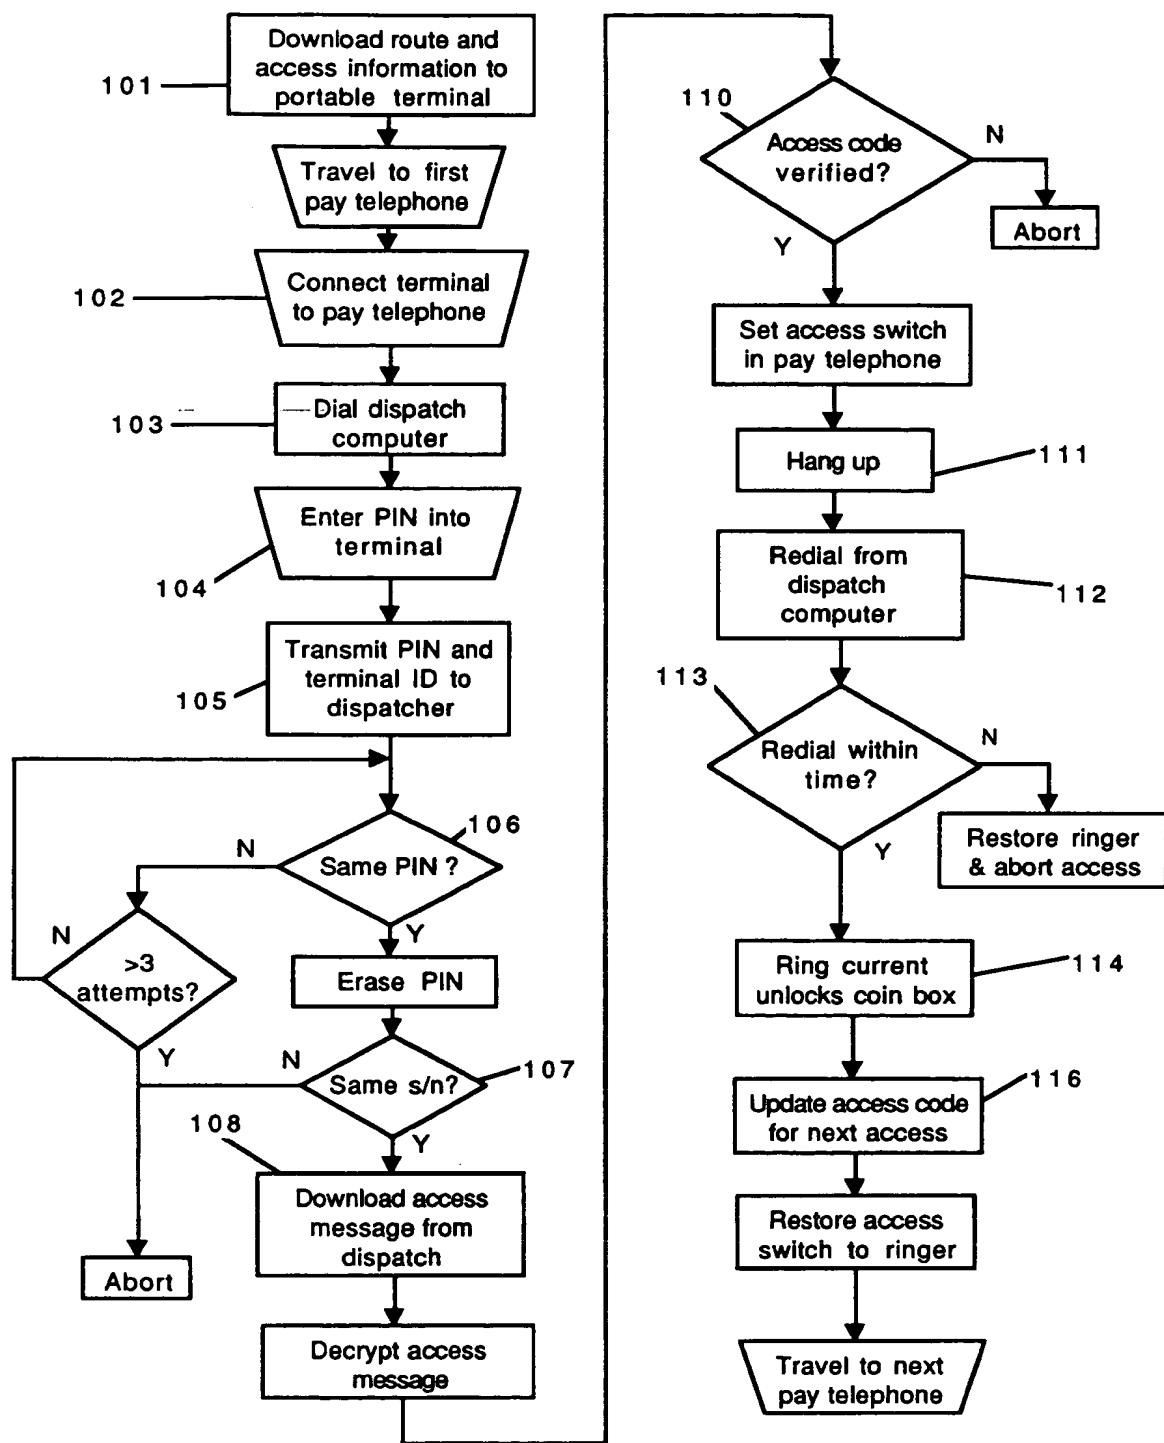 Download route and
access information to
portable terminal
101
Travel to first
pay telephone
Connect terminal
to pay telephone
102
Dial dispatch
computer
103
Enter PIN into
terminal
104
Transmit PIN and
terminal ID to
dispatcher
105
106
N
Same PIN ?
Y
N
>3
attempts?
Y
Erase PIN
N
Same s/n?
107
Y
108
Download access
message from
dispatch
Abort
Decrypt access
message
110
Access code
verified?
N
Abort
Y
Set access switch
in pay telephone
Hang up
111
Redial from
dispatch
computer
112
113
Redial within
time?
N
Restore ringer
& abort access
Y
Ring current
unlocks coin box
114
Update access code
for next access
116
Restore access
switch to ringer
Travel to next
pay telephone